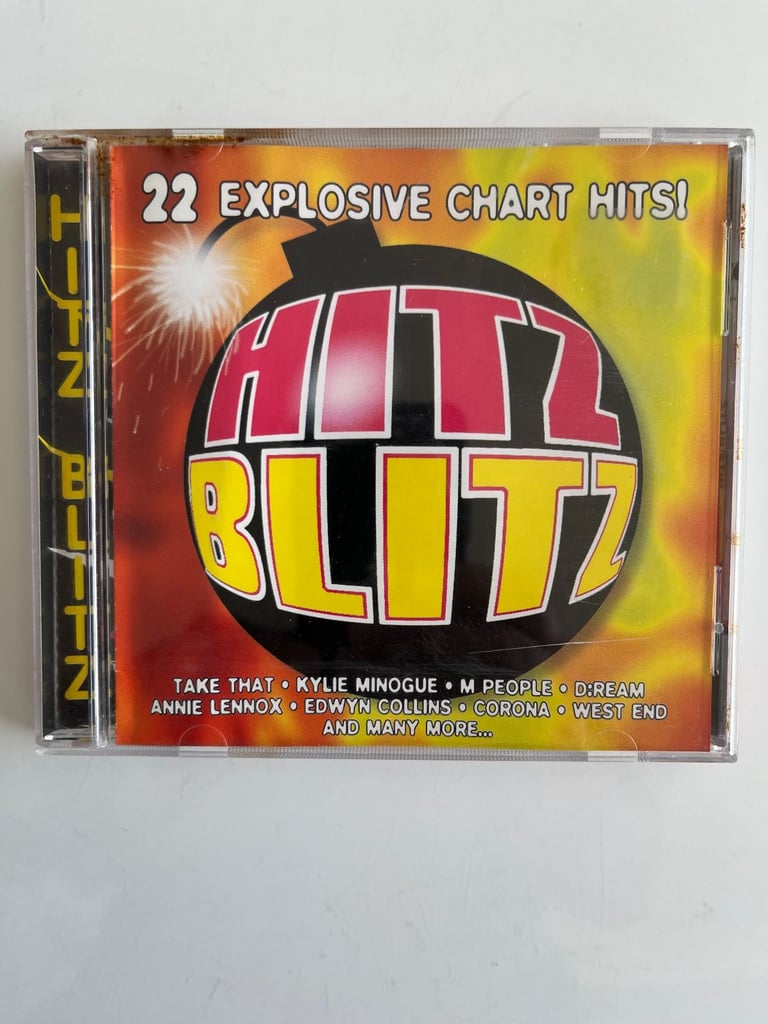 22 EXPLOSIVE CHART HITS!
HITZ
BLITZ
TAKE THAT • KYLIE MINOGUE • M PEOPLE • D:REAM
ANNIE LENNOX • EDWYN COLLINS • CORONA • WEST END
AND MANY MORE...
HITZ BLITZ